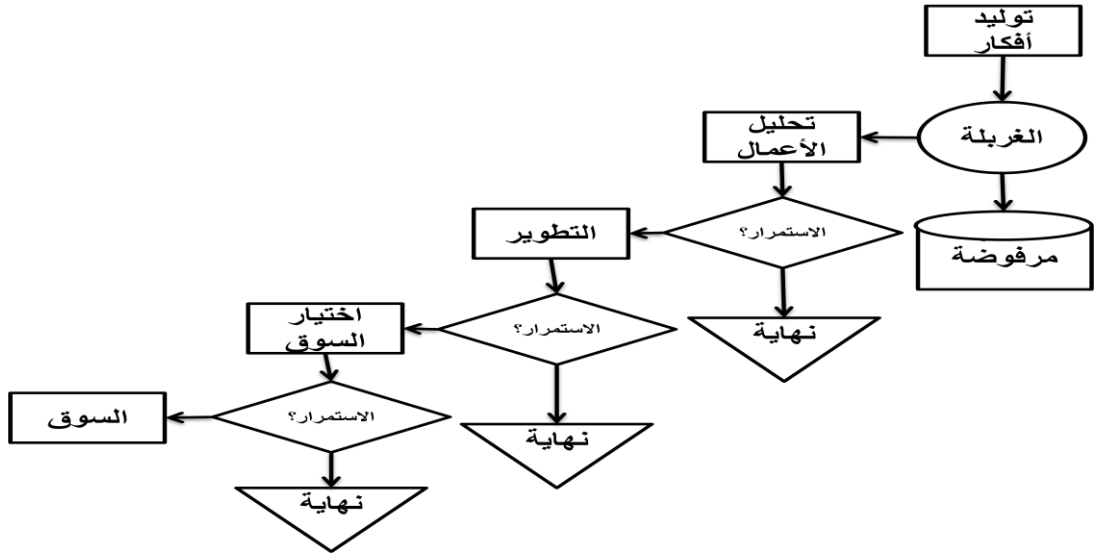 توليد
أفكار
الغربلة
مرفوضة
تحليل
الأعمال
الاستمرار؟
نهاية
التطوير
الاستمرار؟
نهاية
اختيار
السوق
الاستمرار؟
نهاية
السوق